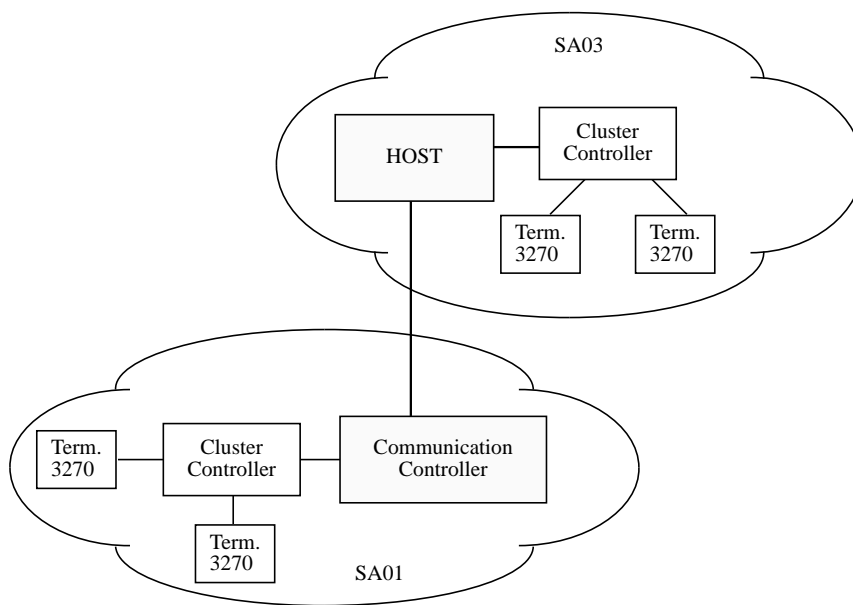 SA03
HOST
Cluster
Controller
Term.
3270
Term.
3270
Term.
3270
Cluster
Controller
Communication
Controller
Term.
3270
SA01